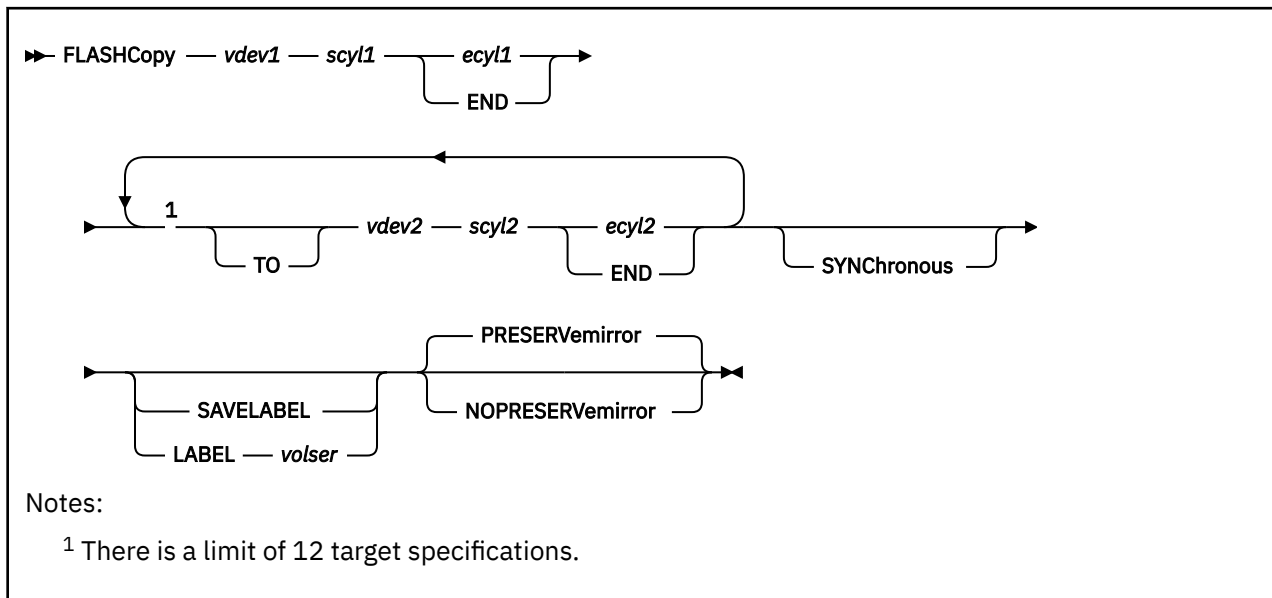 FLASHCopy vdev1 scyl1 ecyl1
END
1
vdev2 scyl2 ecyl2
TO
END
SYNChronous
PRESERVemirror
SAVELABEL
NOPRESERVemirror
LABEL volser
Notes:
1 There is a limit of 12 target specifications.